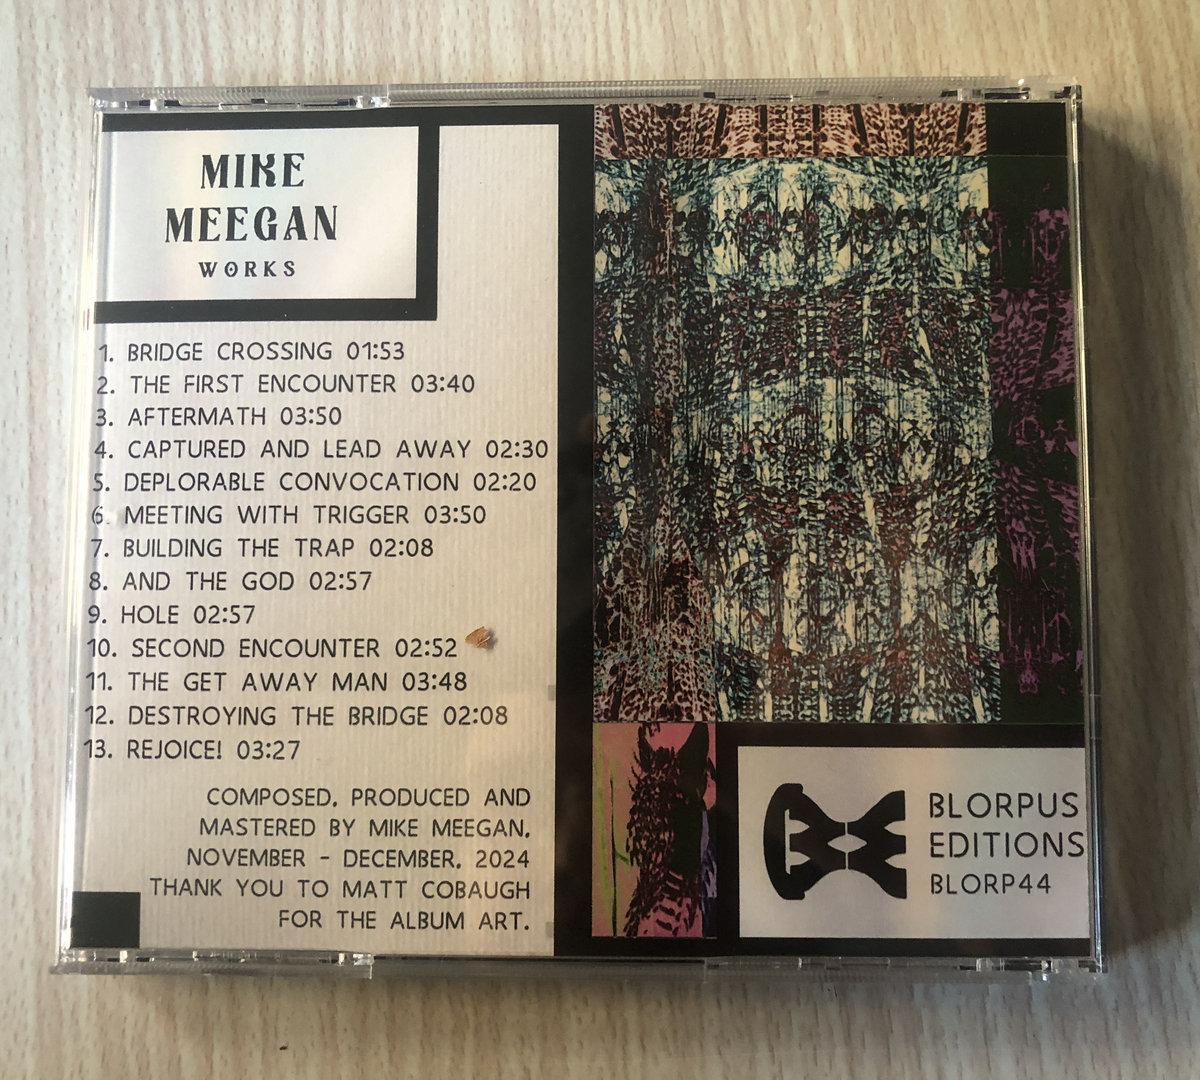 MIKE
MEEGAN
WORKS
1. BRIDGE CROSSING 01:53
2. THE FIRST ENCOUNTER 03:40
3. AFTERMATH 03:50
4. CAPTURED AND LEAD AWAY 02:30
5. DEPLORABLE CONVOCATION 02:20
6. MEETING WITH TRIGGER 03:50
7. BUILDING THE TRAP 02:08
8. AND THE GOD 02:57
9. HOLE 02:57
10. SECOND ENCOUNTER 02:52
11. THE GET AWAY MAN 03:48
12. DESTROYING THE BRIDGE 02:08
13. REJOICE! 03:27
COMPOSED, PRODUCED AND
MASTERED BY MIKE MEEGAN,
NOVEMBER - DECEMBER, 2024
THANK YOU TO MATT COBAUGH
FOR THE ALBUM ART.
BLORPUS
EDITIONS
BLORP44